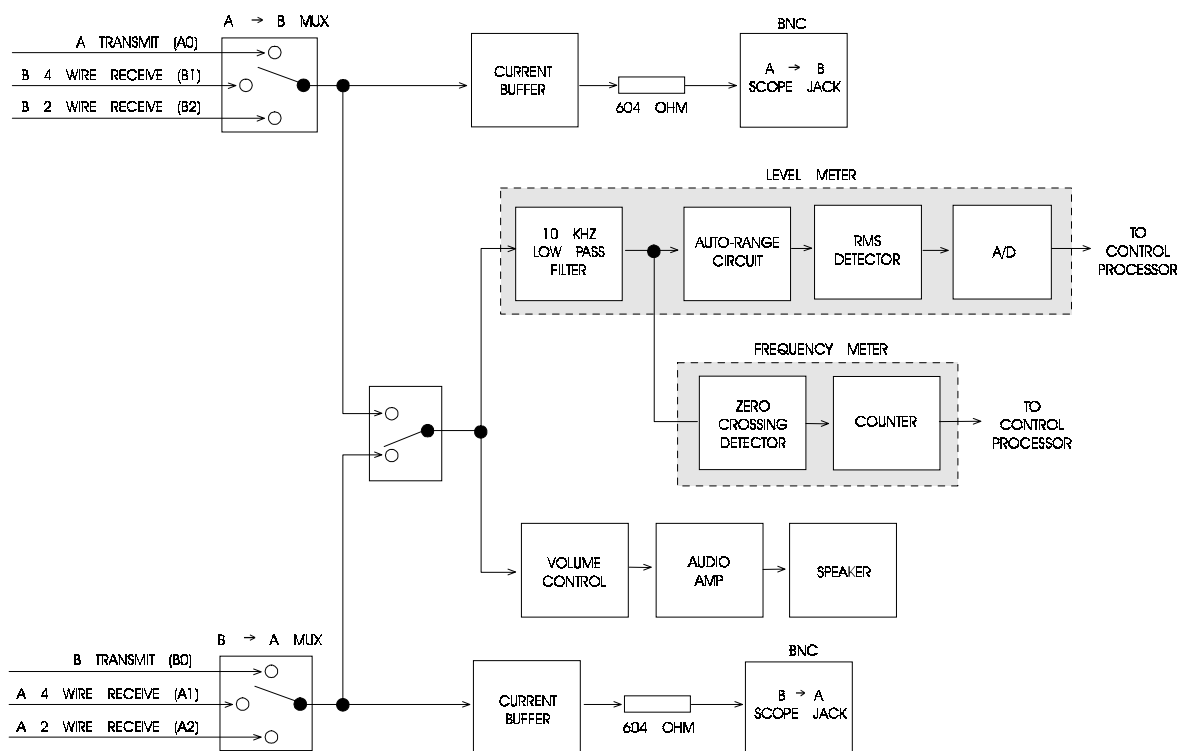 A → B MUX
A TRANSMIT (A0)
B 4 WIRE RECEIVE (B1)
B 2 WIRE RECEIVE (B2)
CURRENT
BUFFER
604 OHM
BNC
A → B
SCOPE JACK
LEVEL METER
10 KHZ
LOW PASS
FILTER
AUTO-RANGE
CIRCUIT
RMS
DETECTOR
A/D
TO
CONTROL
PROCESSOR
FREQUENCY METER
ZERO
CROSSING
DETECTOR
COUNTER
TO
CONTROL
PROCESSOR
VOLUME
CONTROL
AUDIO
AMP
SPEAKER
B → A MUX
B TRANSMIT (B0)
A 4 WIRE RECEIVE (A1)
A 2 WIRE RECEIVE (A2)
CURRENT
BUFFER
604 OHM
BNC
B → A
SCOPE JACK